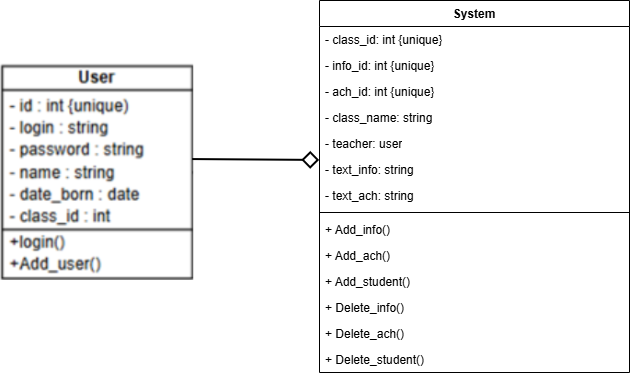 User
- id : int {unique)
- login : string
- password : string
- name : string
- date_born : date
- class_id : int
+login()
+Add_user()
System
- class_id: int {unique}
- info_id: int {unique}
- ach_id: int {unique}
- class_name: string
- teacher: user
- text_info: string
- text_ach: string
+ Add_info()
+ Add_ach()
+ Add_student()
+ Delete_info()
+ Delete_ach()
+ Delete_student()